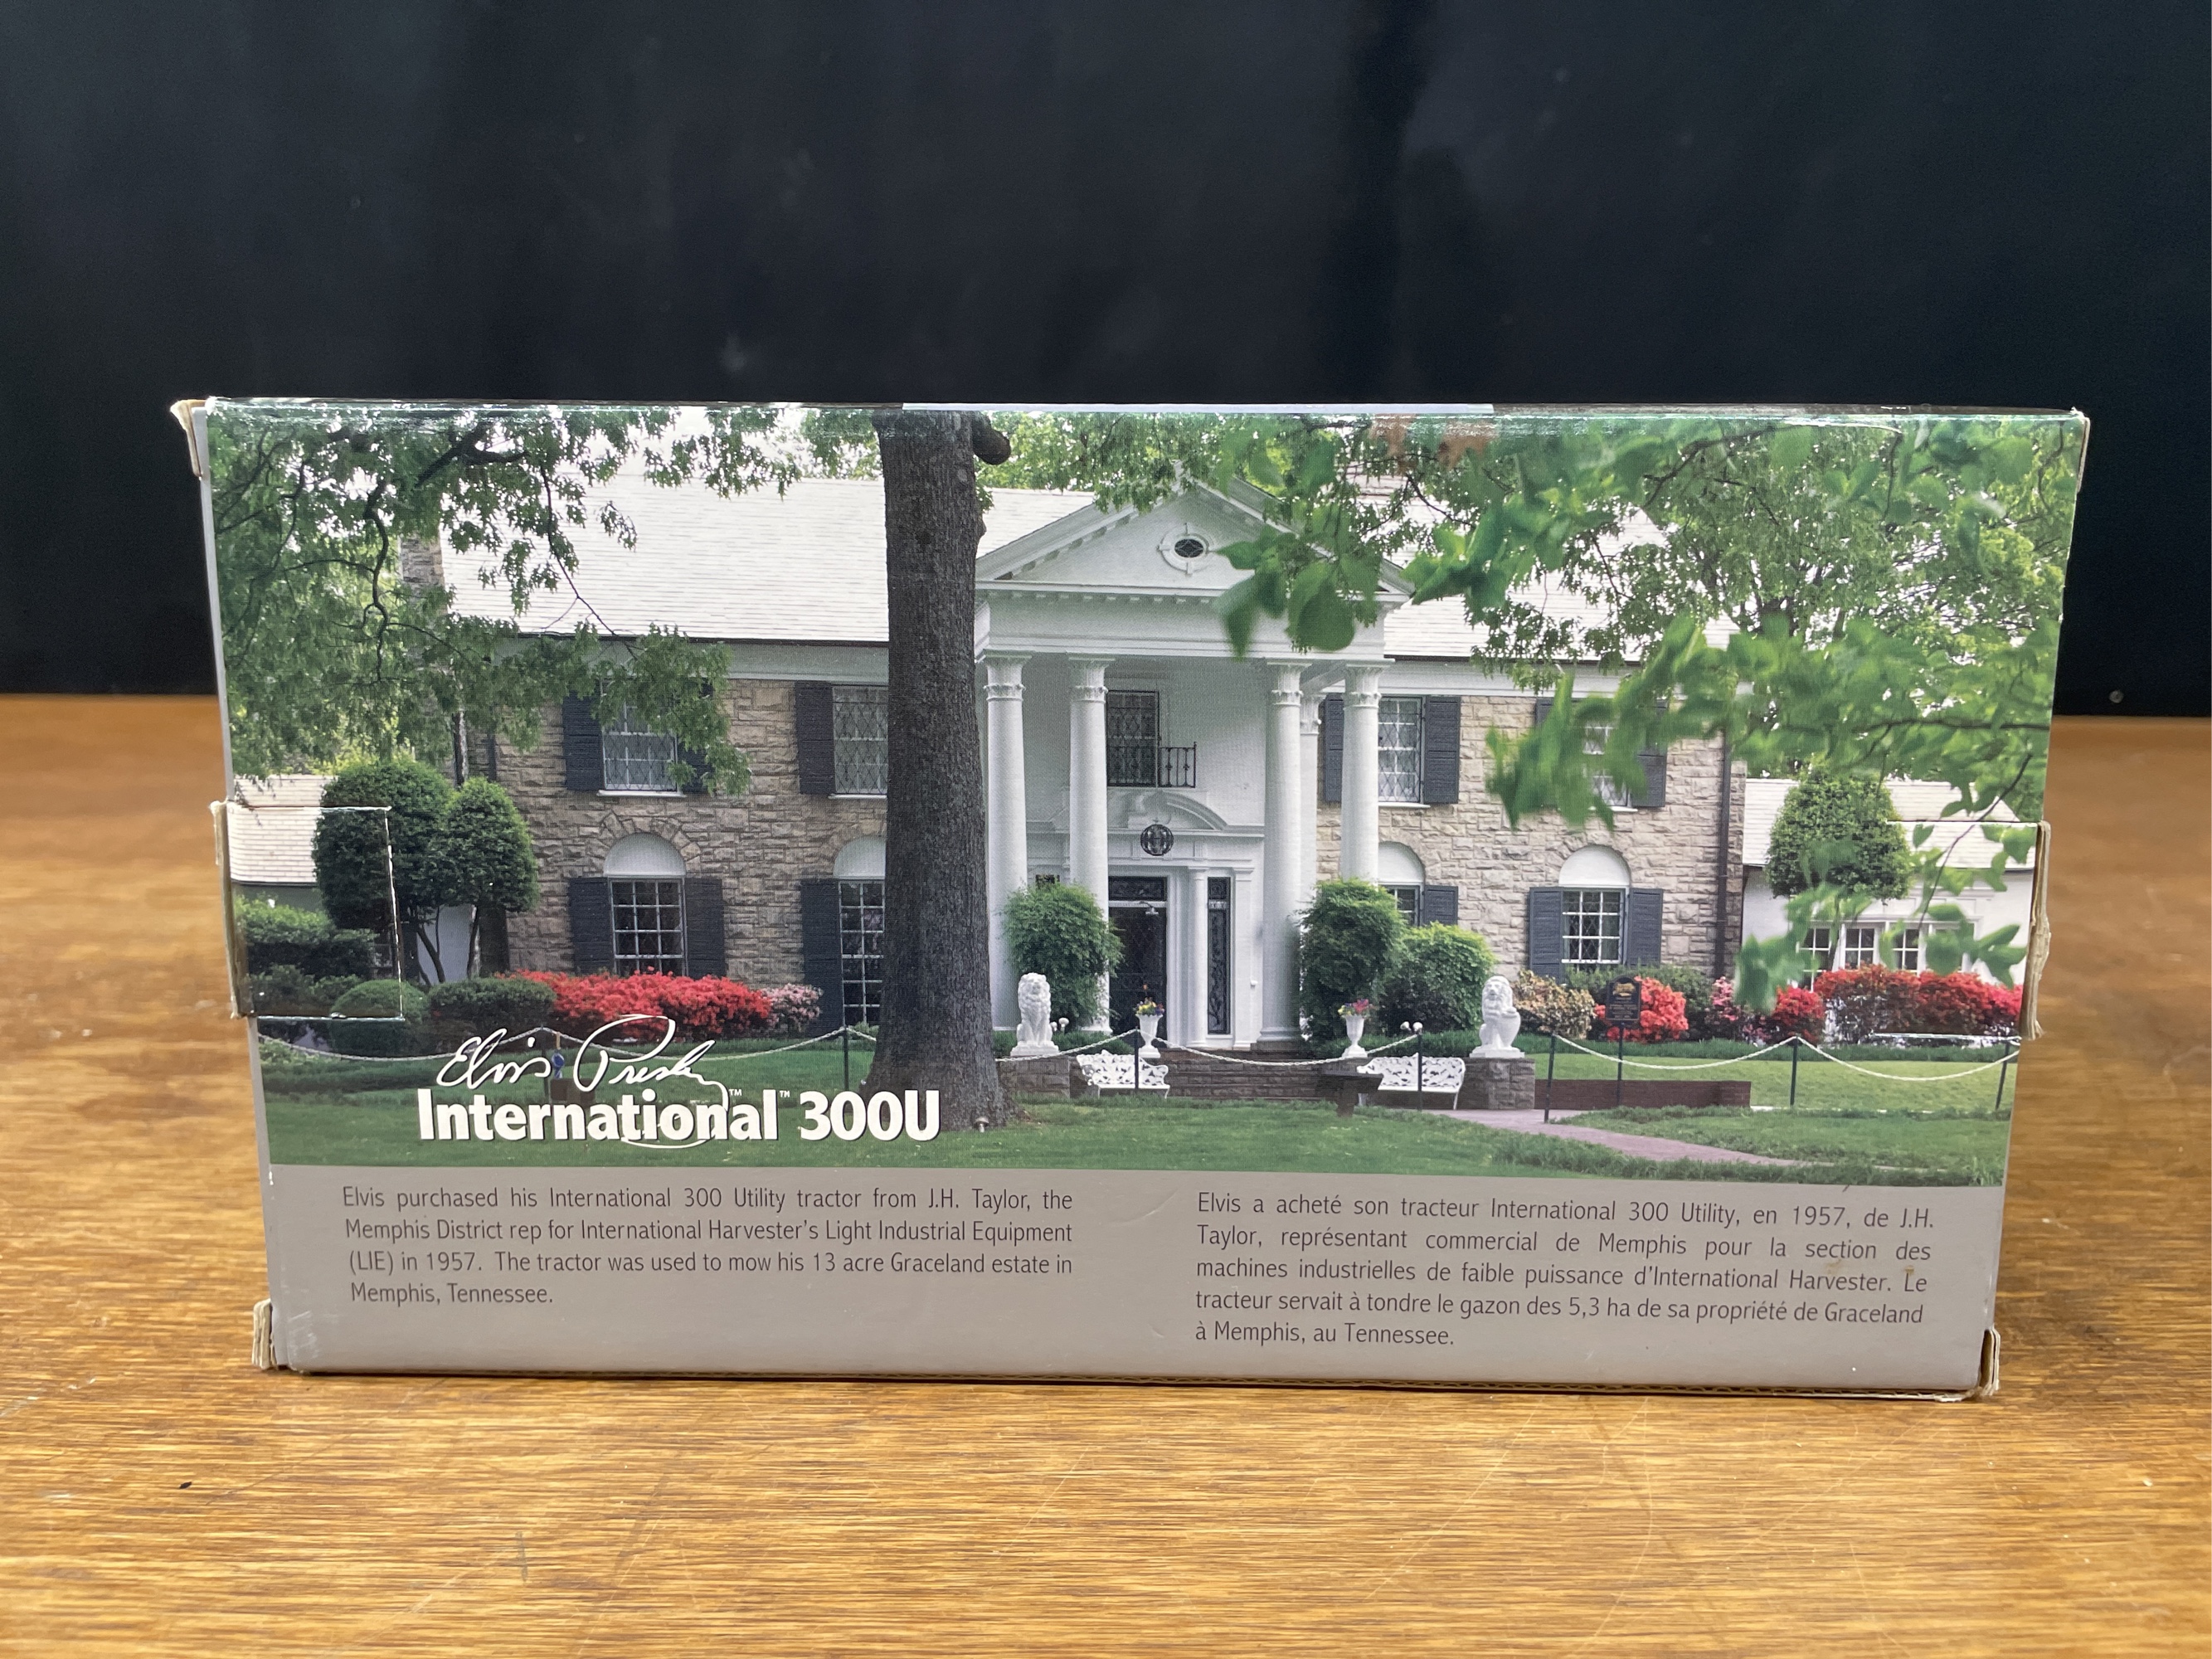 Elvis Presley™
International™ 300U
Elvis purchased his International 300 Utility tractor from J.H. Taylor, the
Memphis District rep for International Harvester's Light Industrial Equipment
(LIE) in 1957. The tractor was used to mow his 13 acre Graceland estate in
Memphis, Tennessee.
Elvis a acheté son tracteur International 300 Utility, en 1957, de J.H.
Taylor, représentant commercial de Memphis pour la section des
machines industrielles de faible puissance d'International Harvester. Le
tracteur servait à tondre le gazon des 5,3 ha de sa propriété de Graceland
à Memphis, au Tennessee.